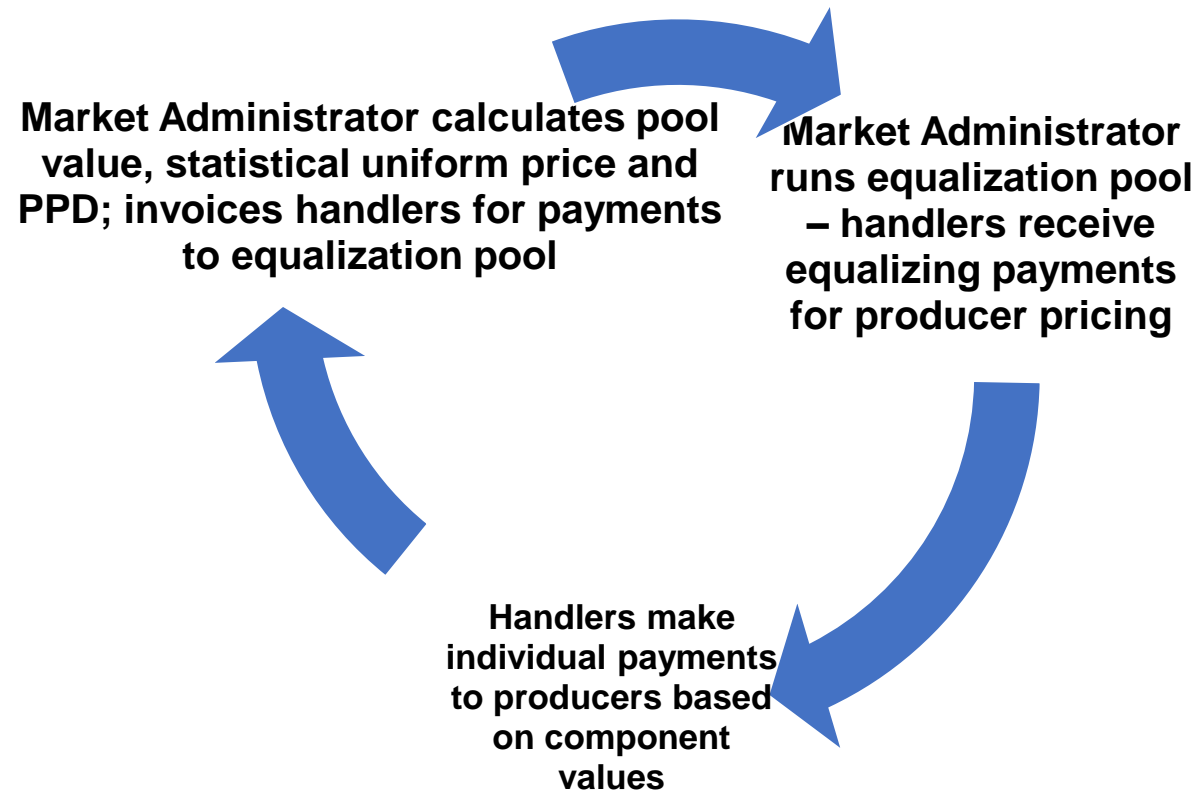 Market Administrator calculates pool
value, statistical uniform price and
PPD; invoices handlers for payments
to equalization pool
Market Administrator
runs equalization pool
– handlers receive
equalizing payments
for producer pricing
Handlers make
individual payments
to producers based
on component
values